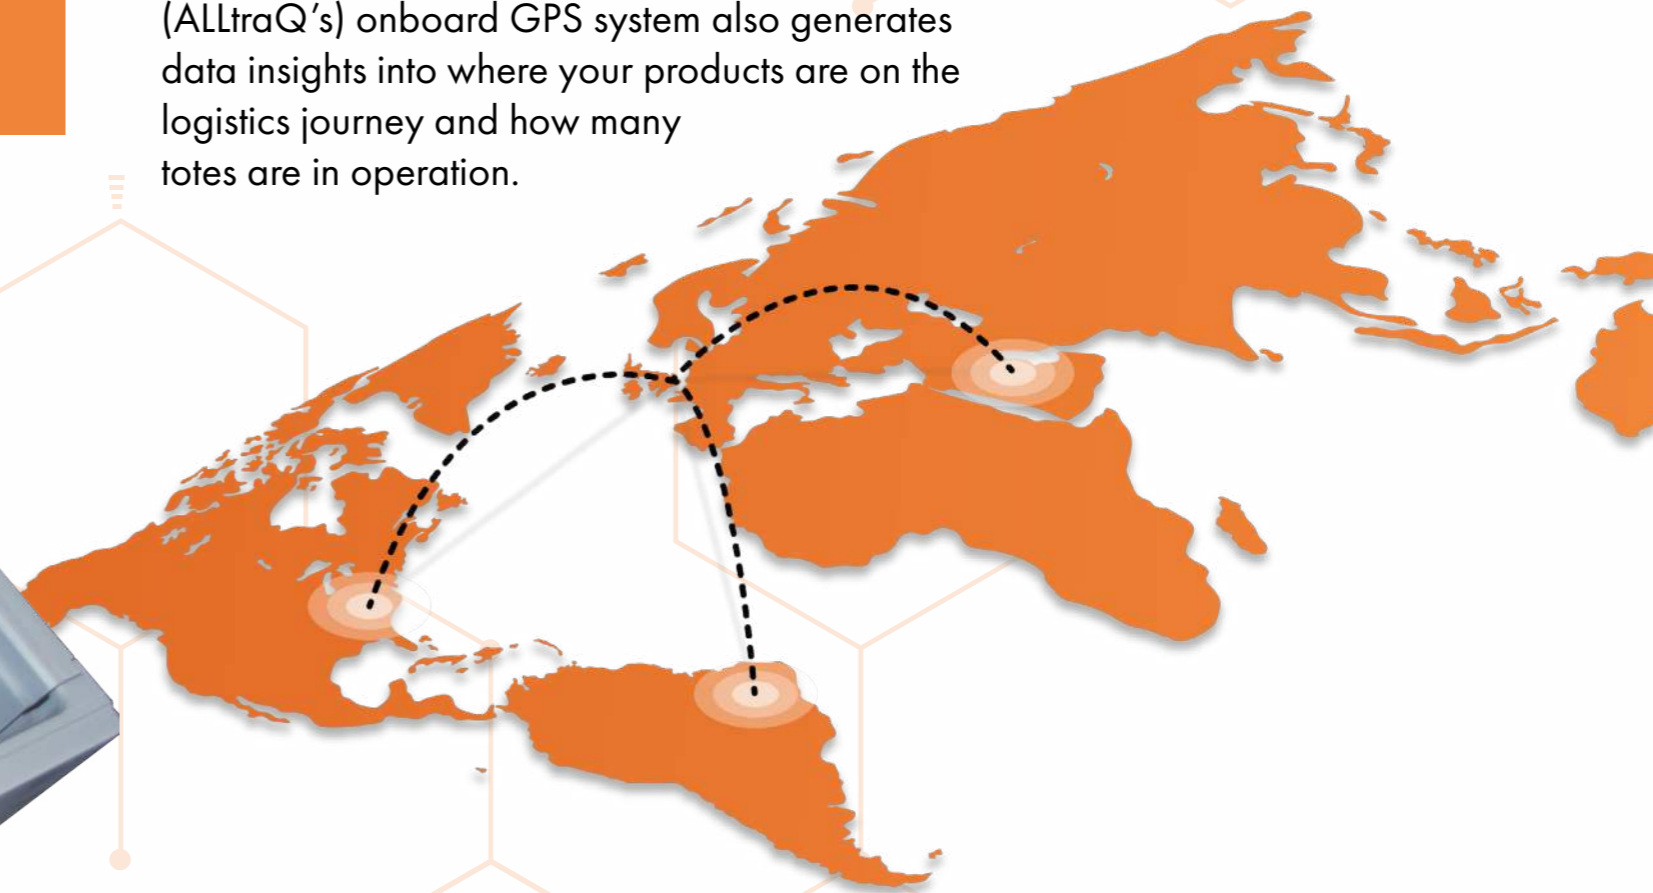 (ALLtraQ’s) onboard GPS system also generates
data insights into where your products are on the
logistics journey and how many
totes are in operation.